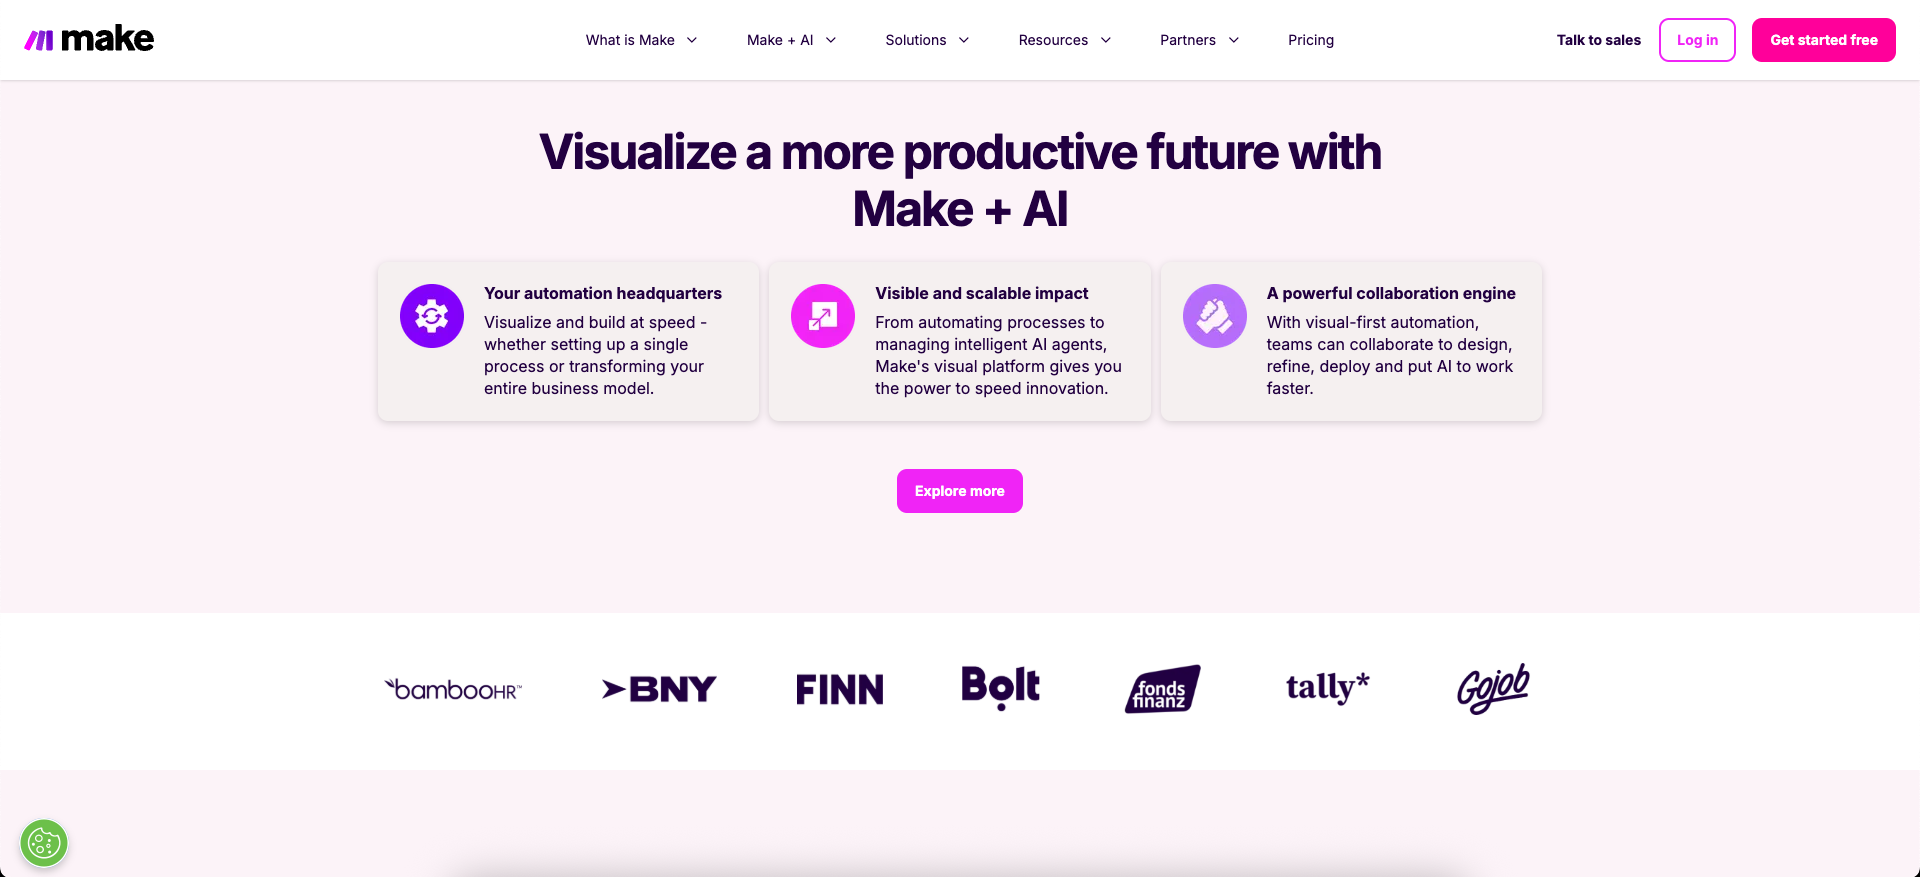 make
What is Make
Make + AI
Solutions
Resources
Partners
Pricing
Talk to sales
Log in
Get started free
Visualize a more productive future with
Make + AI
Your automation headquarters
Visualize and build at speed -
whether setting up a single
process or transforming your
entire business model.
Visible and scalable impact
From automating processes to
managing intelligent AI agents,
Make's visual platform gives you
the power to speed innovation.
A powerful collaboration engine
With visual-first automation,
teams can collaborate to design,
refine, deploy and put AI to work
faster.
Explore more
bambooHR™
BNY
FINN
Bolt
fonds
finanz
tally*
Gojob